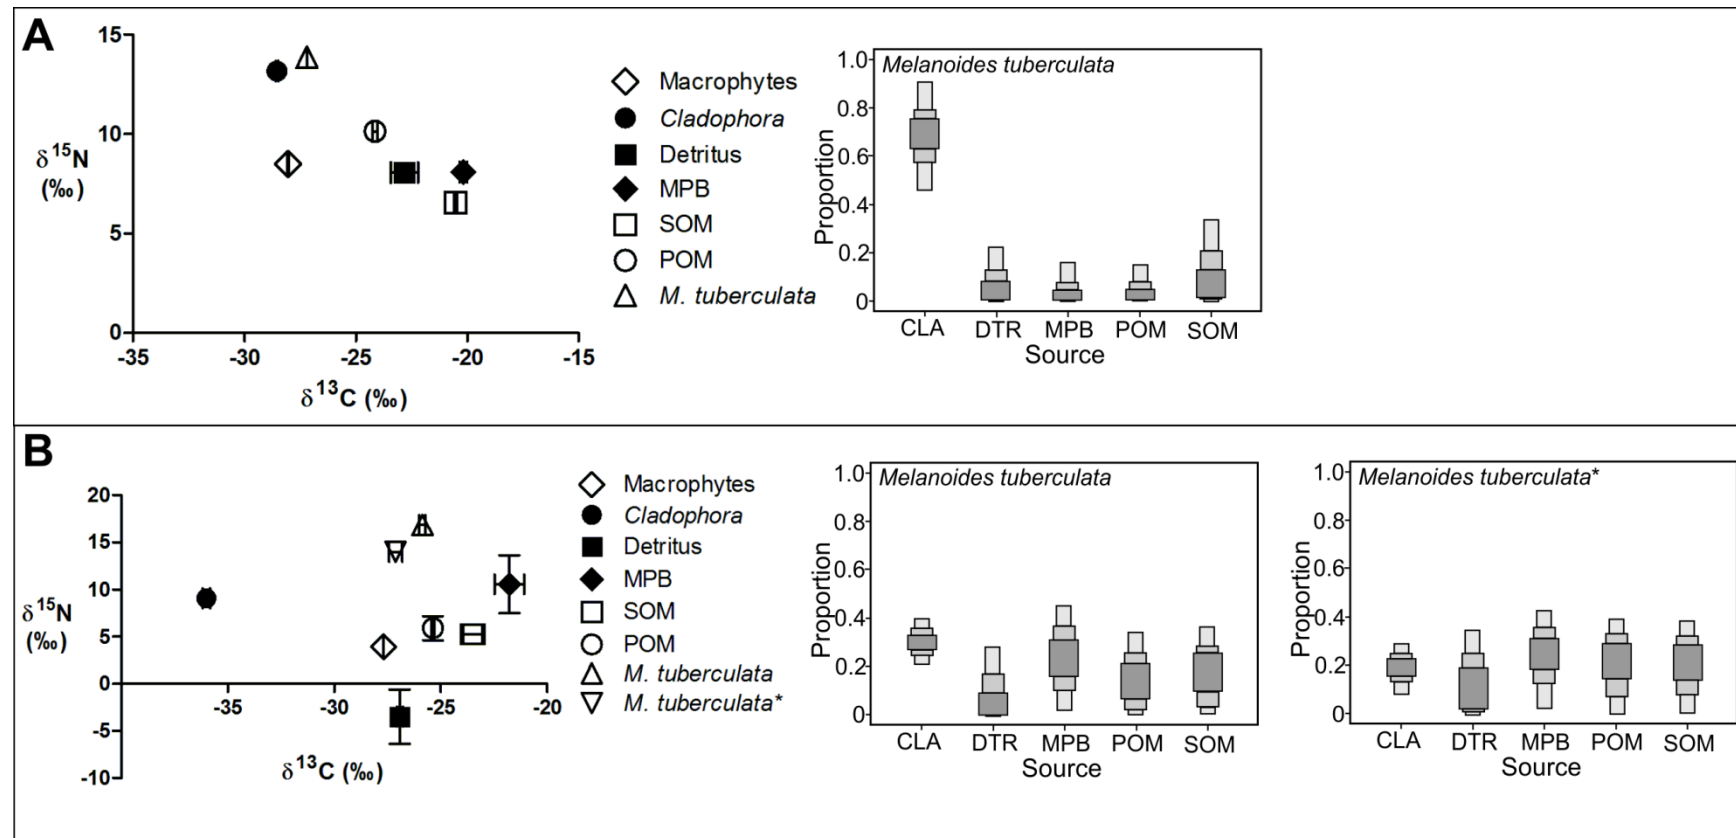 A
15
10
5
0
δ15N
(‰)
-35 -30 -25 -20 -15
δ13C (‰)
Macrophytes
Cladophora
Detritus
MPB
SOM
POM
M. tuberculata
Melanoides tuberculata
1.0
0.8
0.6
0.4
0.2
0
Proportion
CLA DTR MPB POM SOM
Source
B
20
15
10
5
0
-5
-10
δ15N
(‰)
-35 -30 -25 -20
δ13C (‰)
Macrophytes
Cladophora
Detritus
MPB
SOM
POM
M. tuberculata
M. tuberculata*
Melanoides tuberculata
1.0
0.8
0.6
0.4
0.2
0
Proportion
CLA DTR MPB POM SOM
Source
Melanoides tuberculata*
1.0
0.8
0.6
0.4
0.2
0
Proportion
CLA DTR MPB POM SOM
Source